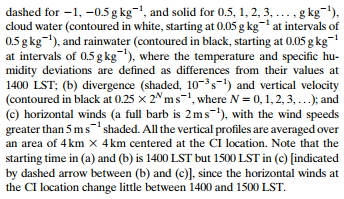 dashed for −1, −0.5 g kg⁻¹, and solid for 0.5, 1, 2, 3, . . . , g kg⁻¹),
cloud water (contoured in white, starting at 0.05 g kg⁻¹ at intervals of
0.5 g kg⁻¹), and rainwater (contoured in black, starting at 0.05 g kg⁻¹
at intervals of 0.5 g kg⁻¹), where the temperature and specific hu-
midity deviations are defined as differences from their values at
1400 LST; (b) divergence (shaded, 10⁻³ s⁻¹) and vertical velocity
(contoured in black at 0.25 × 2ᴺ m s⁻¹, where N = 0, 1, 2, 3, . . .); and
(c) horizontal winds (a full barb is 2 m s⁻¹), with the wind speeds
greater than 5 m s⁻¹ shaded. All the vertical profiles are averaged over
an area of 4 km × 4 km centered at the CI location. Note that the
starting time in (a) and (b) is 1400 LST but 1500 LST in (c) [indicated
by dashed arrow between (b) and (c)], since the horizontal winds at
the CI location change little between 1400 and 1500 LST.